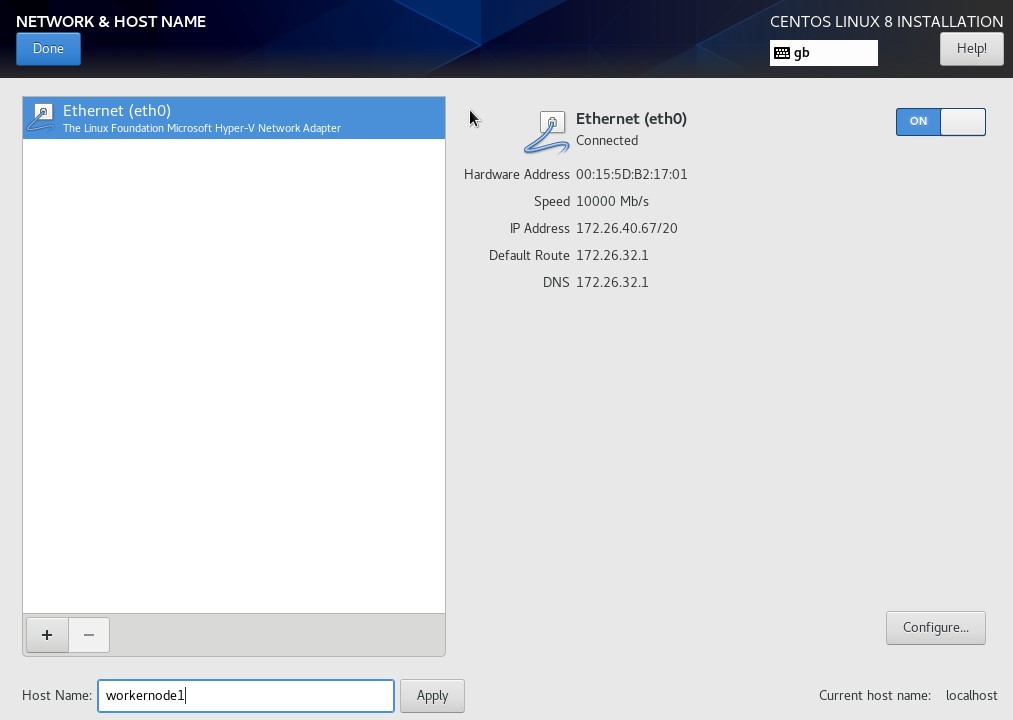 NETWORK & HOST NAME
CENTOS LINUX 8 INSTALLATION
Done
gb
Help!
Ethernet (eth0)
The Linux Foundation Microsoft Hyper-V Network Adapter
Ethernet (eth0)
Connected
ON
Hardware Address 00:15:5D:B2:17:01
Speed 10000 Mb/s
IP Address 172.26.40.67/20
Default Route 172.26.32.1
DNS 172.26.32.1
+ −
Configure...
Host Name: workernode1 Apply
Current host name: localhost